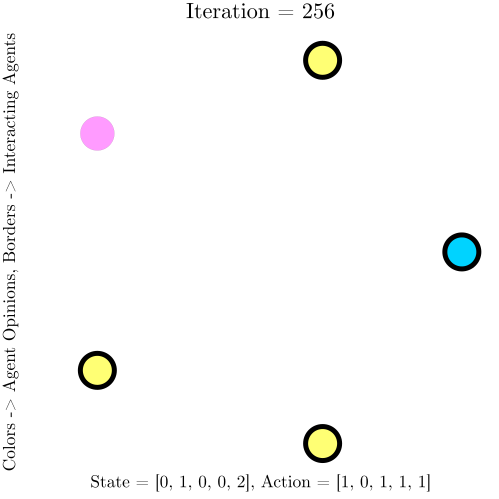 Iteration = 256
Colors -> Agent Opinions, Borders -> Interacting Agents
State = [0, 1, 0, 0, 2], Action = [1, 0, 1, 1, 1]